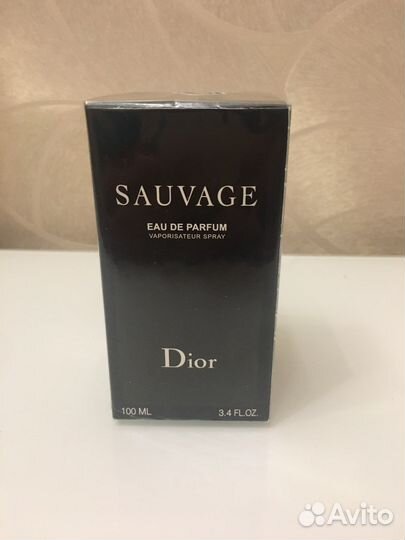 SAUVAGE
EAU DE PARFUM
VAPORISATEUR SPRAY
Dior
100 ML 3.4 FL.OZ.
Avito